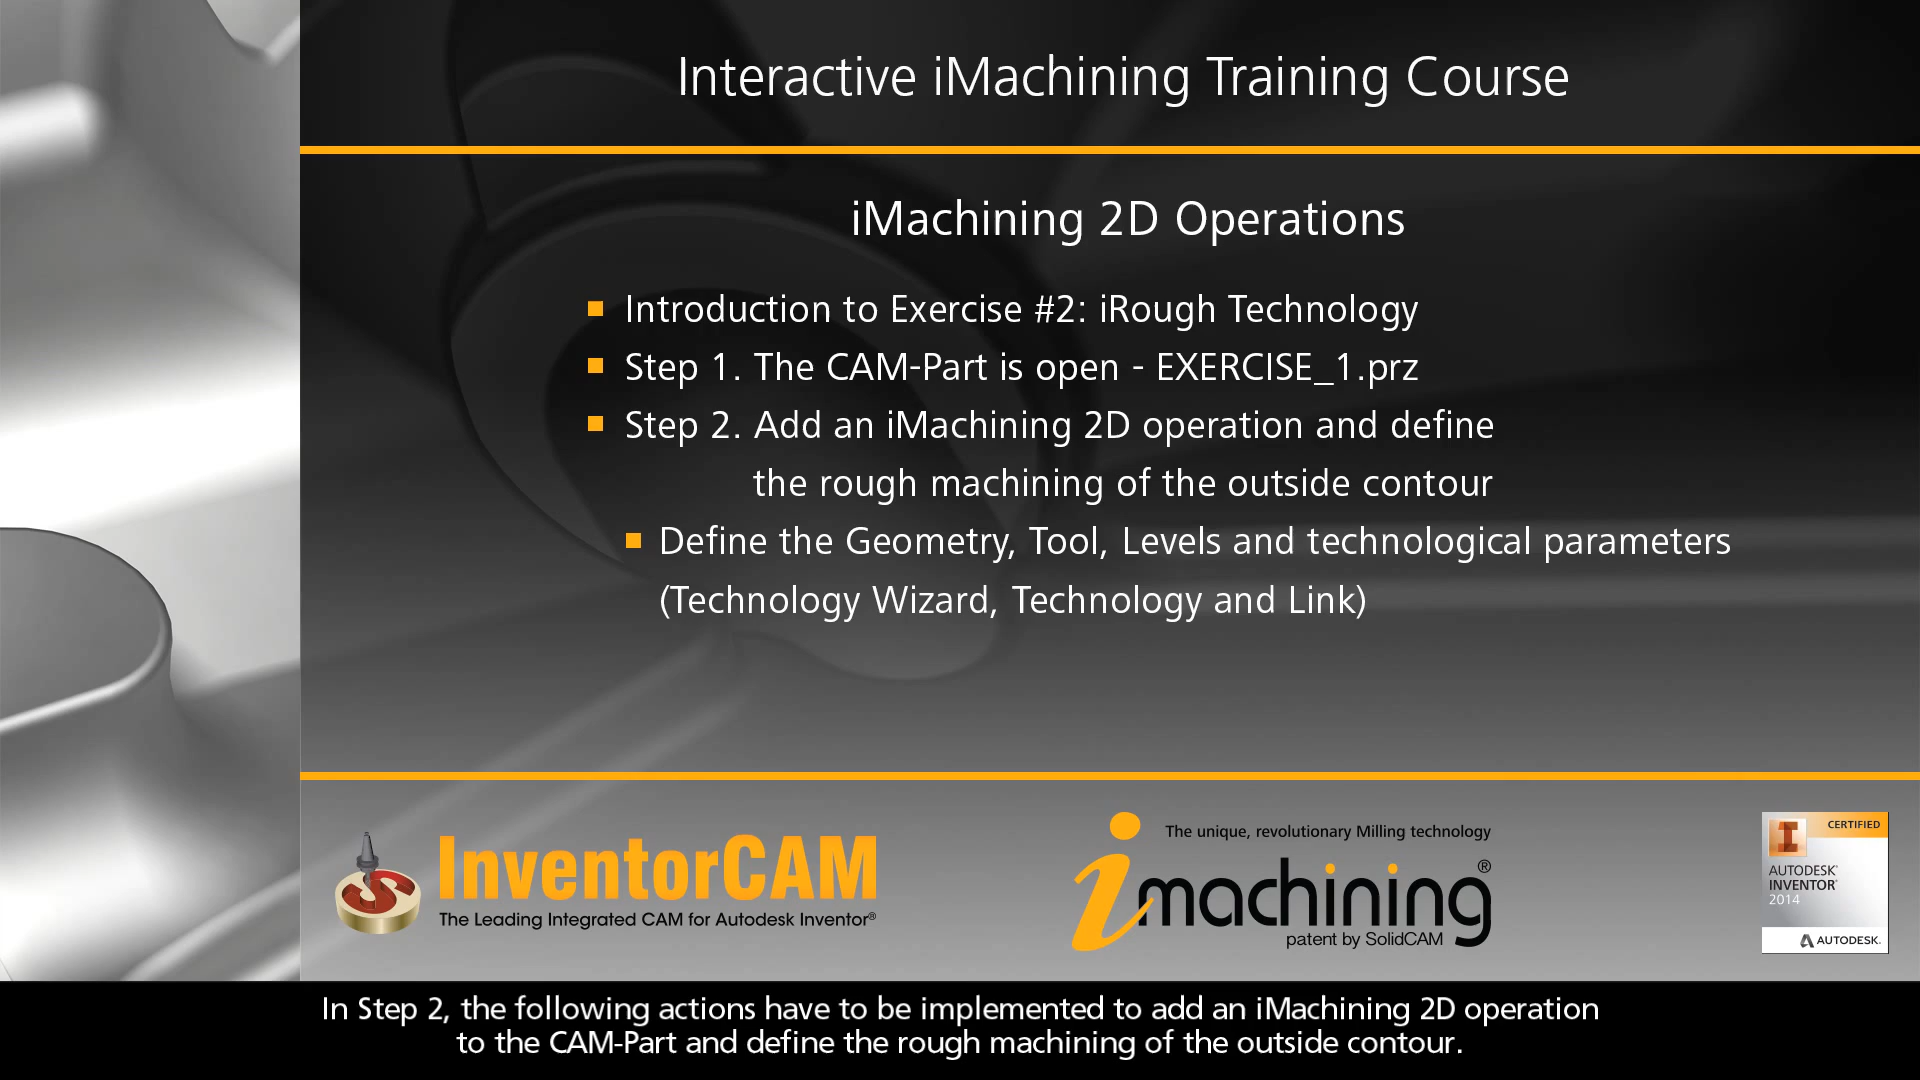 Interactive iMachining Training Course
iMachining 2D Operations
Introduction to Exercise #2: iRough Technology
Step 1. The CAM-Part is open - EXERCISE_1.prz
Step 2. Add an iMachining 2D operation and define
the rough machining of the outside contour
Define the Geometry, Tool, Levels and technological parameters
(Technology Wizard, Technology and Link)
InventorCAM
The Leading Integrated CAM for Autodesk Inventor®
The unique, revolutionary Milling technology
imachining®
patent by SolidCAM
CERTIFIED
AUTODESK®
INVENTOR®
2014
AUTODESK.
In Step 2, the following actions have to be implemented to add an iMachining 2D operation
to the CAM-Part and define the rough machining of the outside contour.